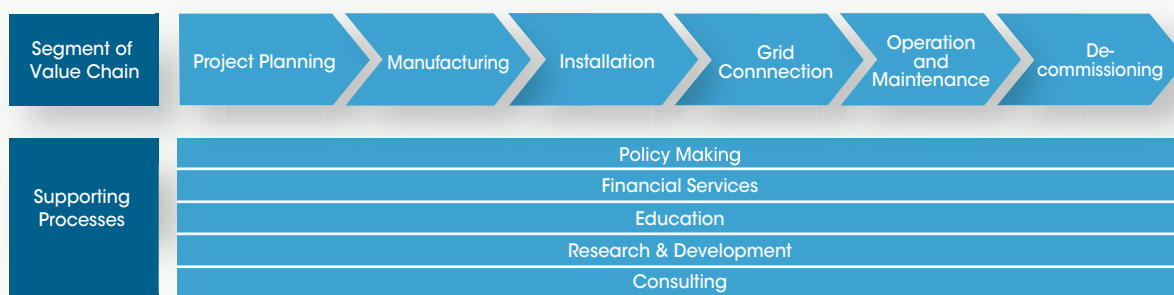 Segment of
Value Chain
Project Planning
Manufacturing
Installation
Grid
Connnection
Operation
and
Maintenance
De-
commissioning
Supporting
Processes
Policy Making
Financial Services
Education
Research & Development
Consulting